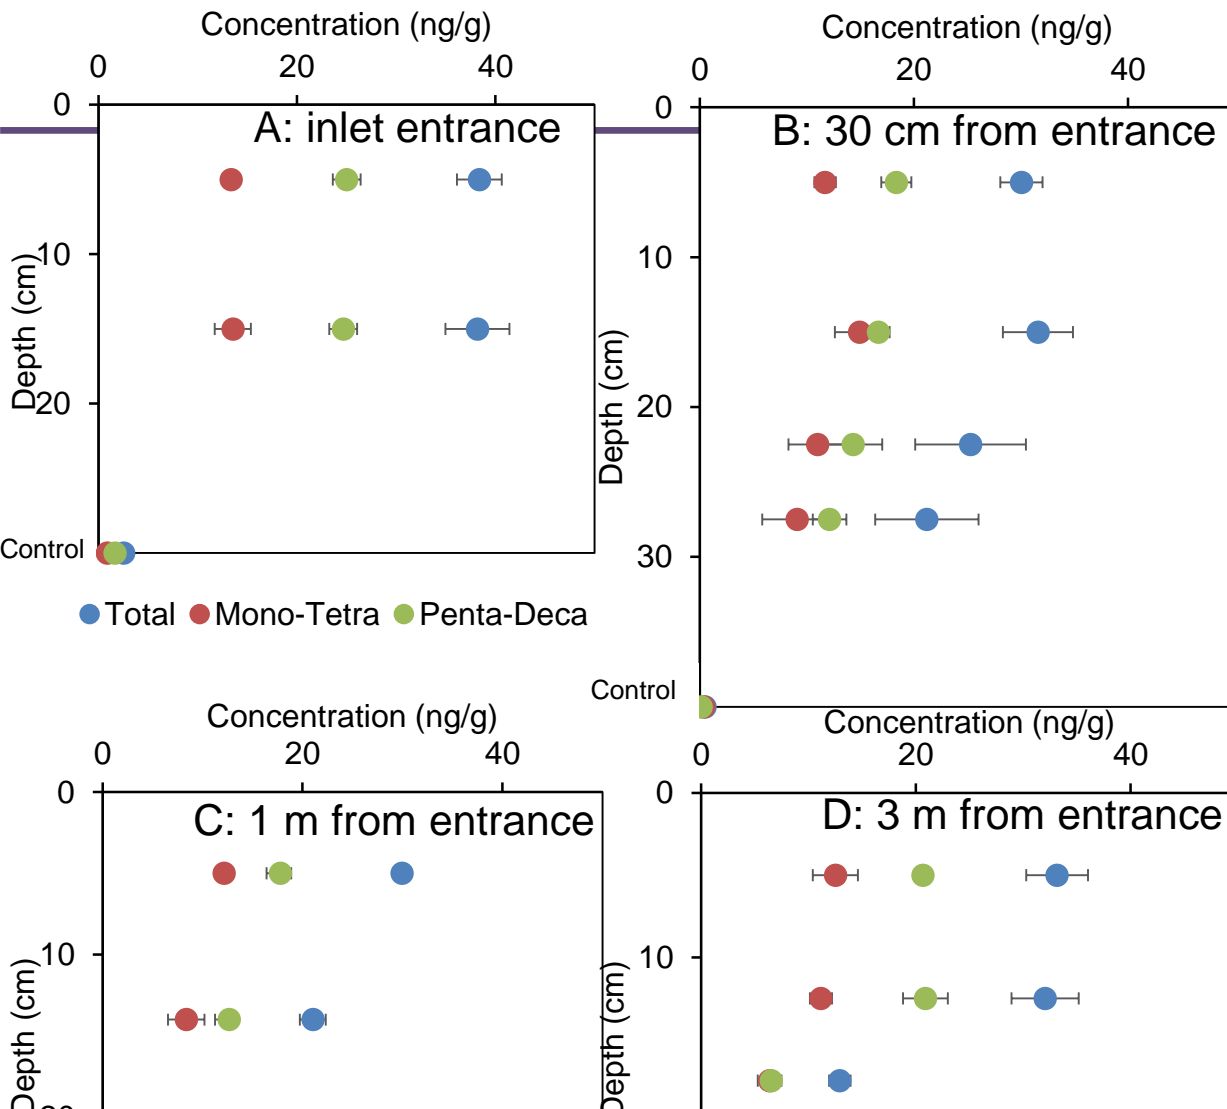 Concentration (ng/g)
0 20 40
0
A: inlet entrance
10
Depth (cm)
20
Control
Total Mono-Tetra Penta-Deca
Concentration (ng/g)
0 20 40
0
B: 30 cm from entrance
10
20
Depth (cm)
30
Control
Concentration (ng/g)
0 20 40
0
C: 1 m from entrance
10
Depth (cm)
Concentration (ng/g)
0 20 40
0
D: 3 m from entrance
10
Depth (cm)